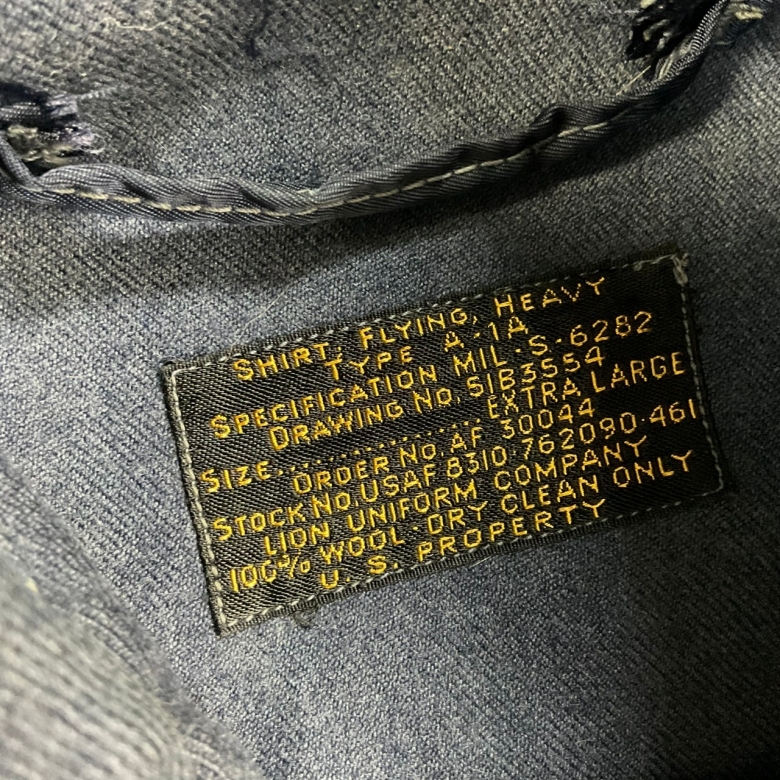 SHIRT, FLYING, HEAVY
TYPE A-1A
SPECIFICATION MIL-S-6282
DRAWING NO. S1B3554
SIZE................EXTRA LARGE
ORDER NO. AF 30044
STOCK NO. USAF 8310-762090-461
LION UNIFORM COMPANY
100% WOOL-DRY CLEAN ONLY
U. S. PROPERTY